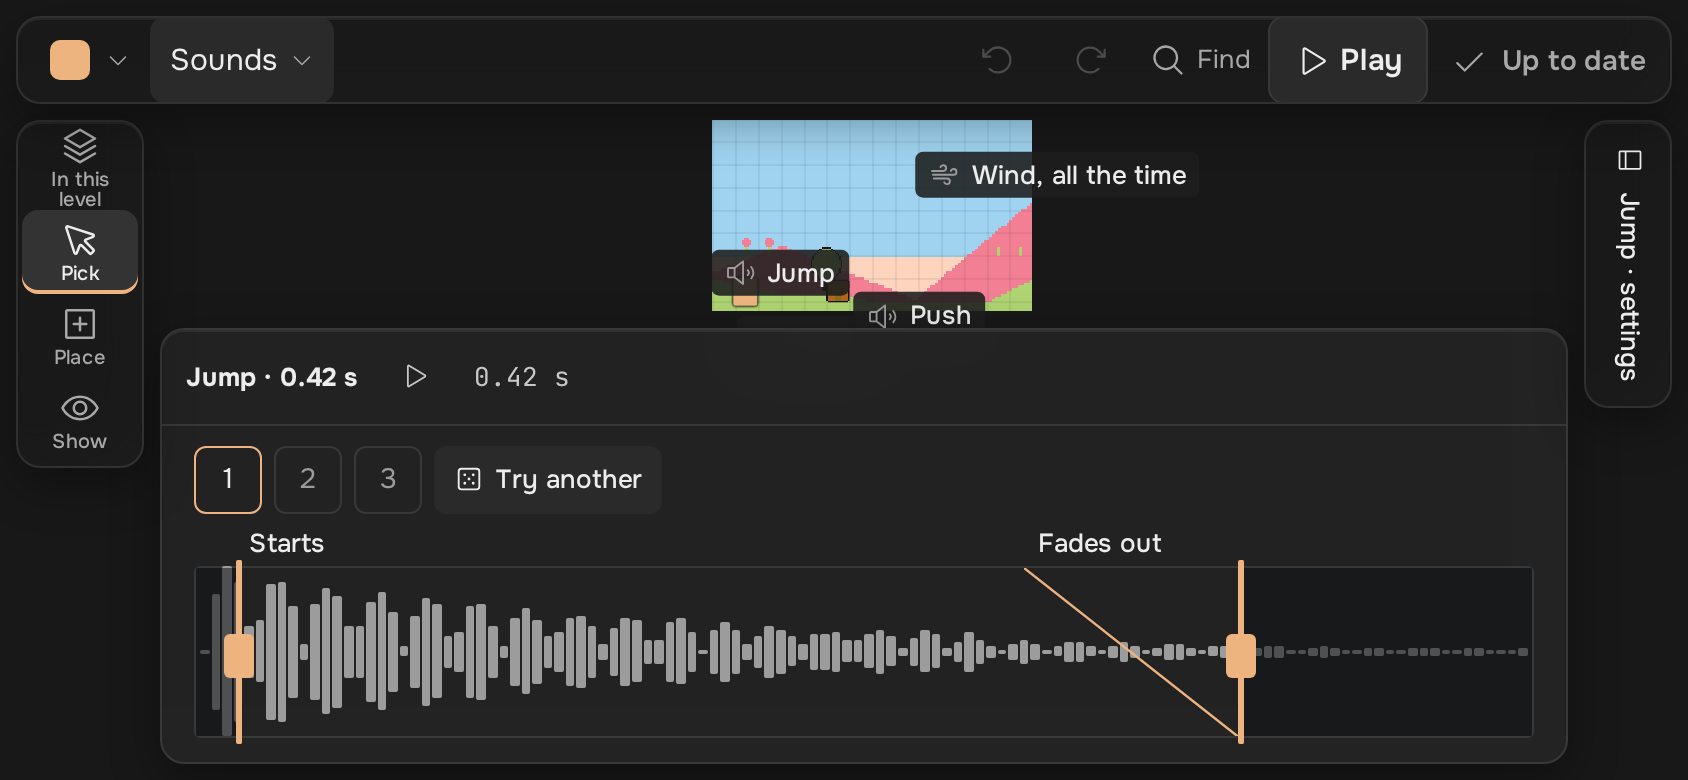 Sounds
Find
Play
Up to date
In this
level
Pick
Place
Show
Wind, all the time
Jump
Push
Jump · settings
Jump · 0.42 s
0.42 s
1
2
3
Try another
Starts
Fades out